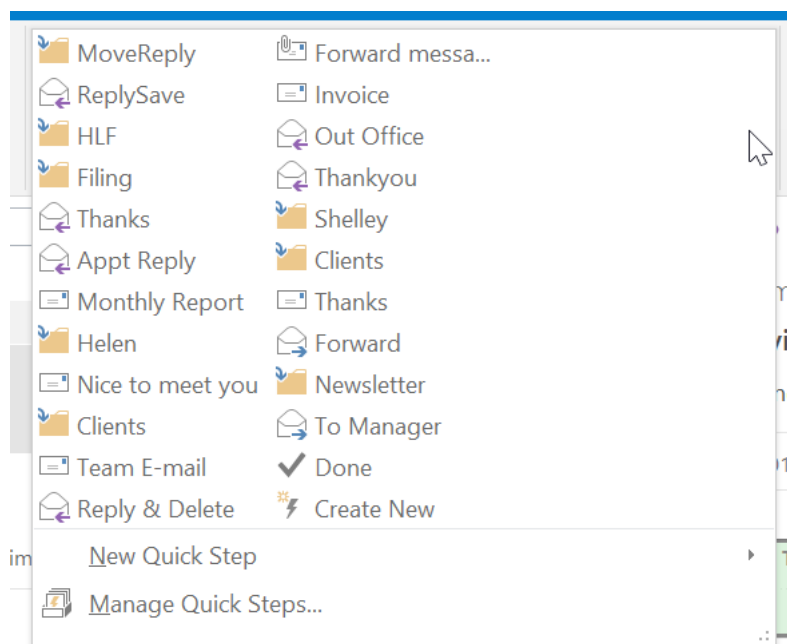 MoveReply
ReplySave
HLF
Filing
Thanks
Appt Reply
Monthly Report
Helen
Nice to meet you
Clients
Team E-mail
Reply & Delete
Forward messa...
Invoice
Out Office
Thankyou
Shelley
Clients
Thanks
Forward
Newsletter
To Manager
Done
Create New
New Quick Step
Manage Quick Steps...
im